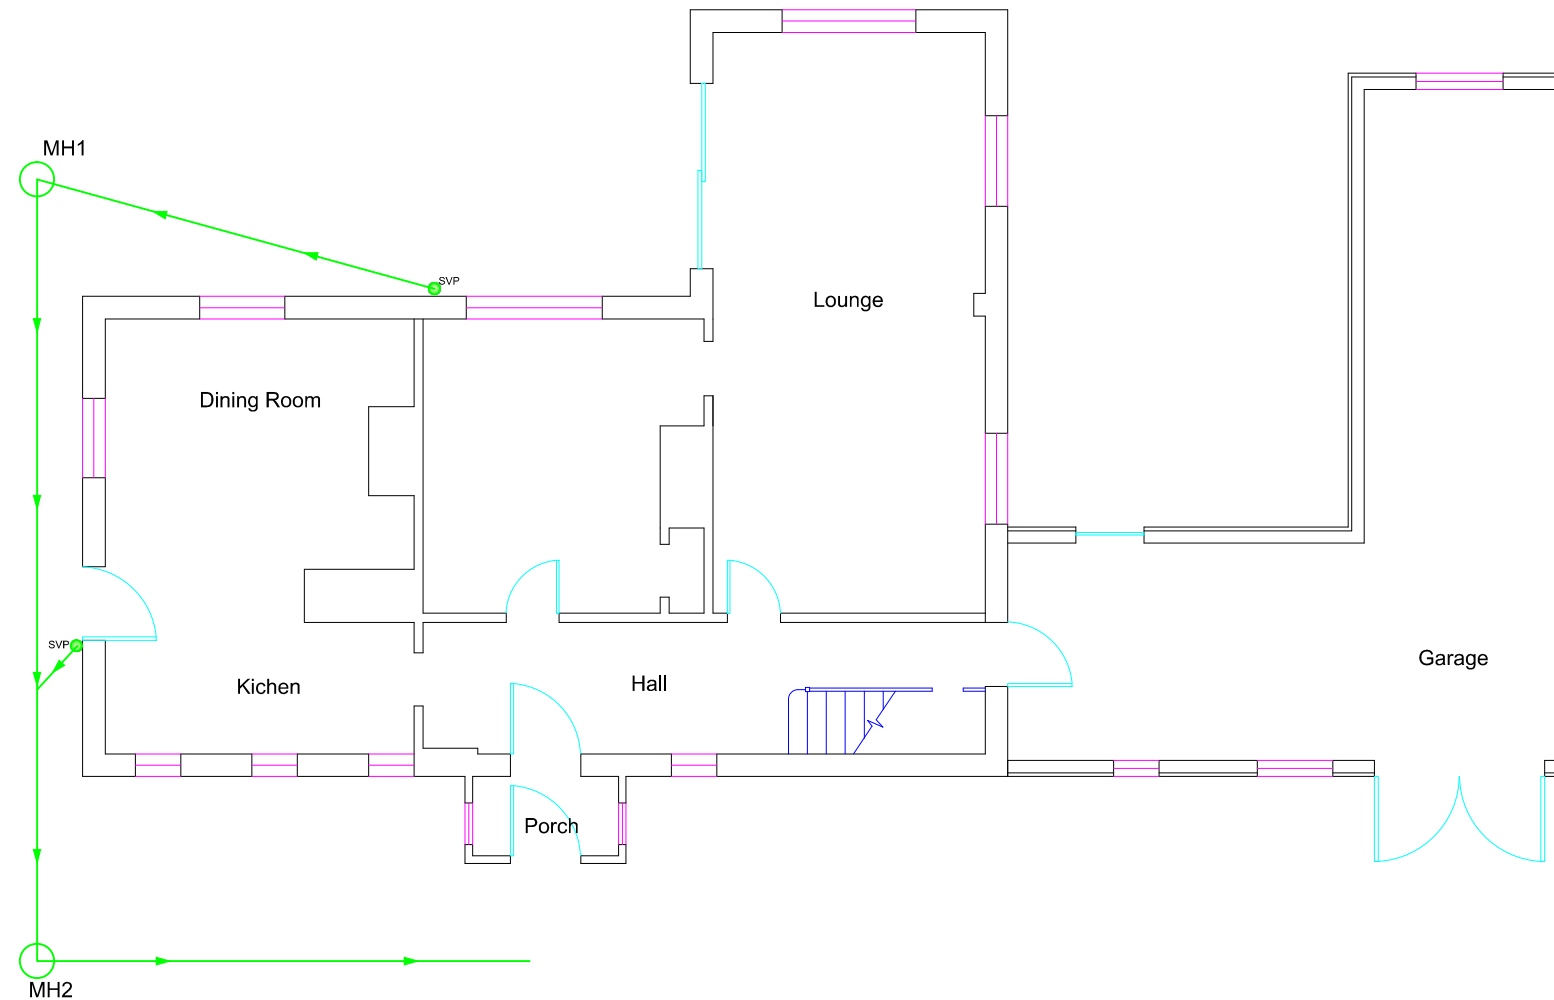 MH1
SVP
Lounge
Dining Room
SVP
Kichen
Hall
Garage
Porch
MH2